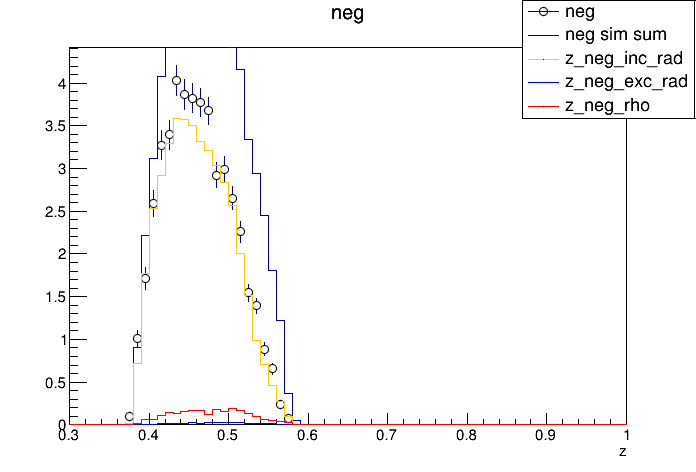 neg
neg
neg sim sum
z_neg_inc_rad
z_neg_exc_rad
z_neg_rho
4
3.5
3
2.5
2
1.5
1
0.5
0
0.3 0.4 0.5 0.6 0.7 0.8 0.9 1
z